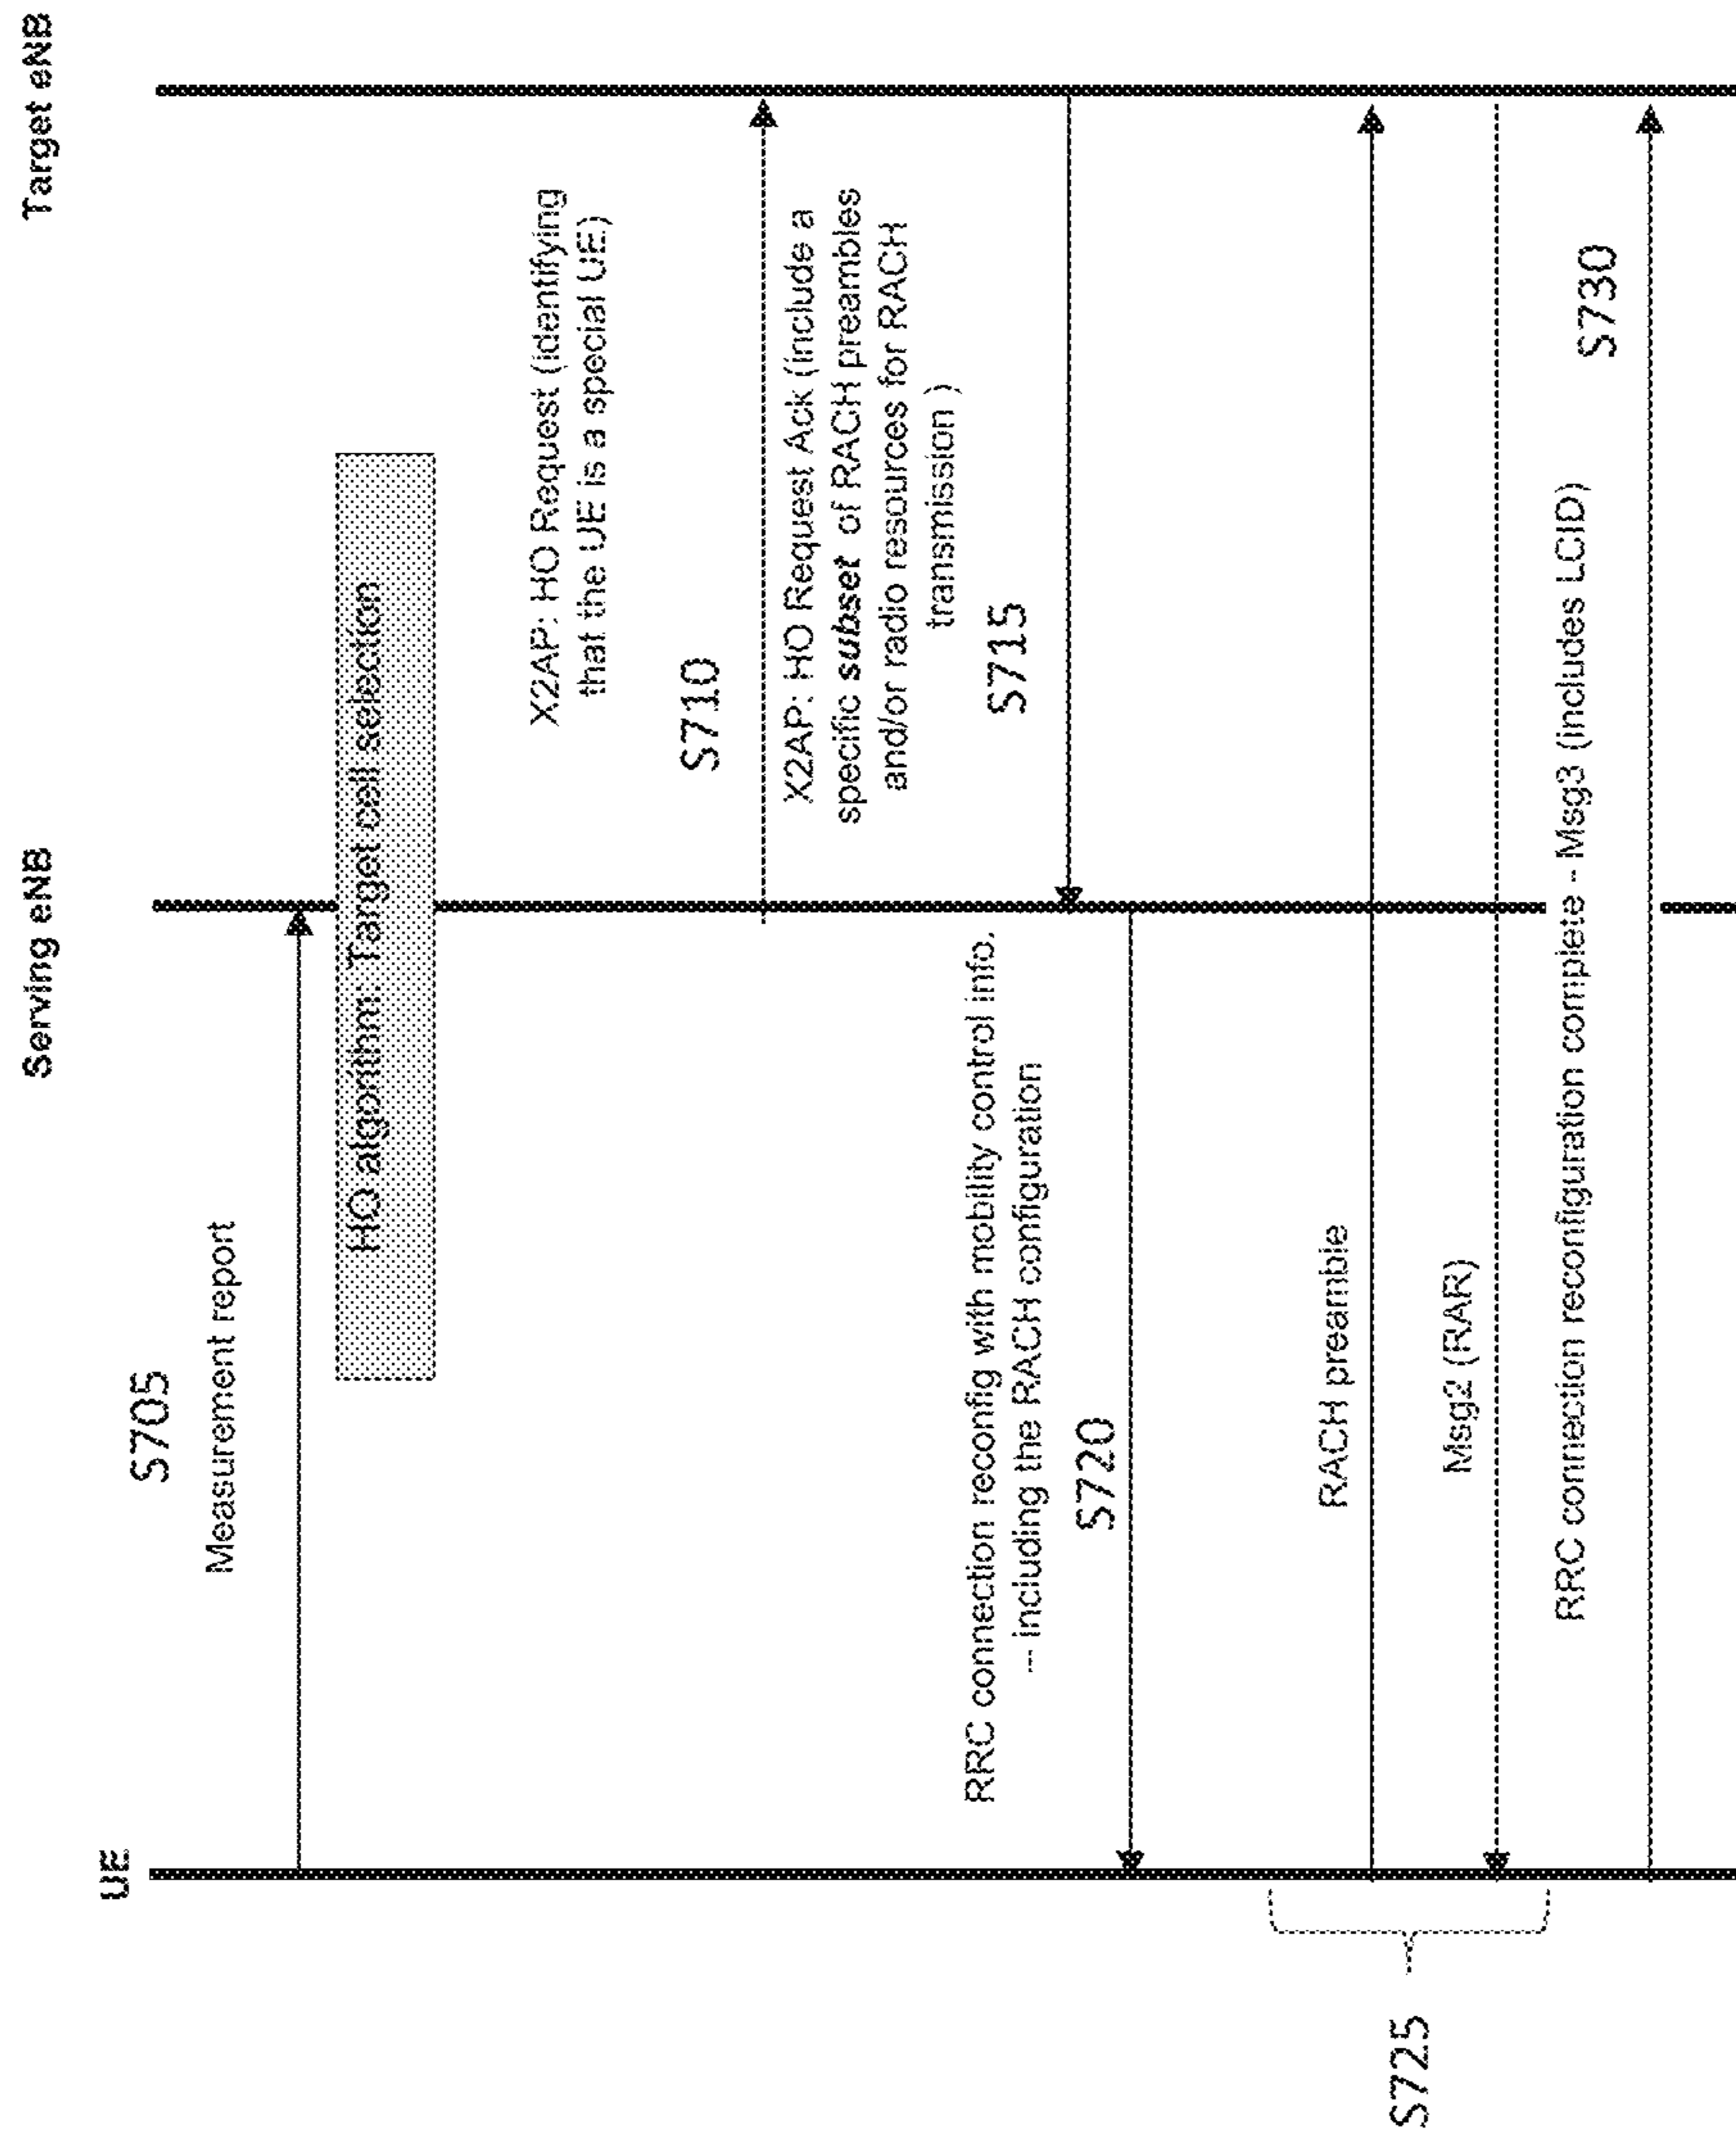 UE
Serving eNB
Target eNB
S705
Measurement report
HO algorithm: Target cell selection
X2AP: HO Request (identifying
that the UE is a special UE)
S710
X2AP: HO Request Ack (include a
specific subset of RACH preambles
and/or radio resources for RACH
transmission )
S715
RRC connection reconfig with mobility control info.
--- including the RACH configuration
S720
RACH preamble
S725
Msg2 (RAR)
RRC connection reconfiguration complete - Msg3 (includes LCID)
S730